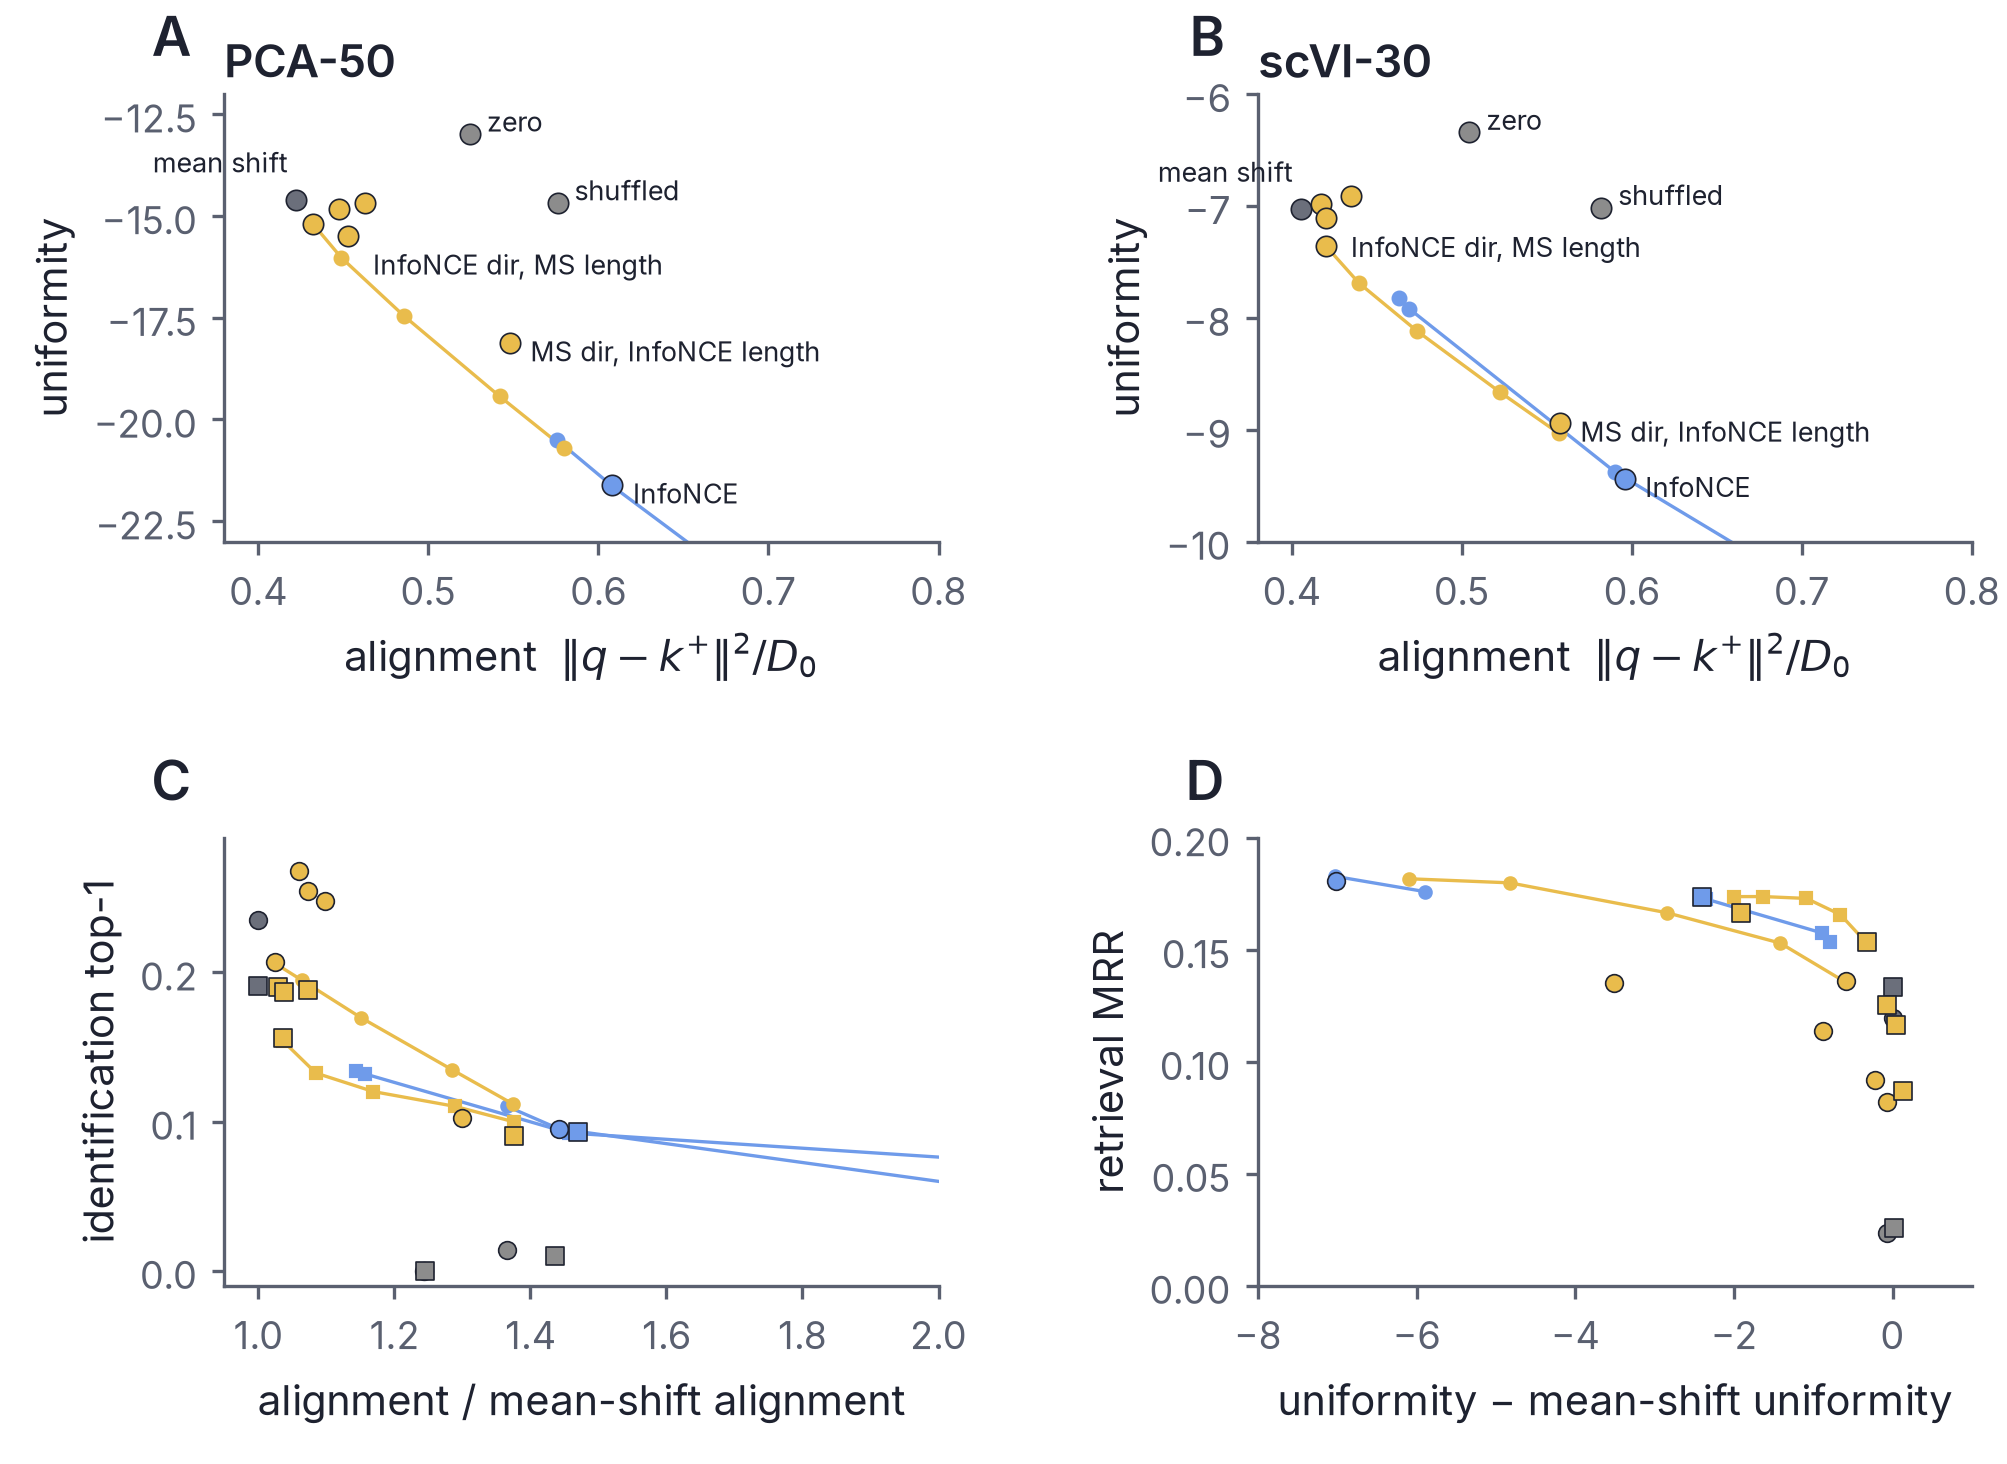 A
PCA-50
−12.5
−15.0
−17.5
−20.0
−22.5
uniformity
zero
mean shift
shuffled
InfoNCE dir, MS length
MS dir, InfoNCE length
InfoNCE
0.4 0.5 0.6 0.7 0.8
alignment ‖q − k⁺‖²/D₀
B
scVI-30
−6
−7
−8
−9
−10
uniformity
zero
mean shift
shuffled
InfoNCE dir, MS length
MS dir, InfoNCE length
InfoNCE
0.4 0.5 0.6 0.7 0.8
alignment ‖q − k⁺‖²/D₀
C
0.2
0.1
0.0
identification top-1
1.0 1.2 1.4 1.6 1.8 2.0
alignment / mean-shift alignment
D
0.20
0.15
0.10
0.05
0.00
retrieval MRR
−8 −6 −4 −2 0
uniformity − mean-shift uniformity